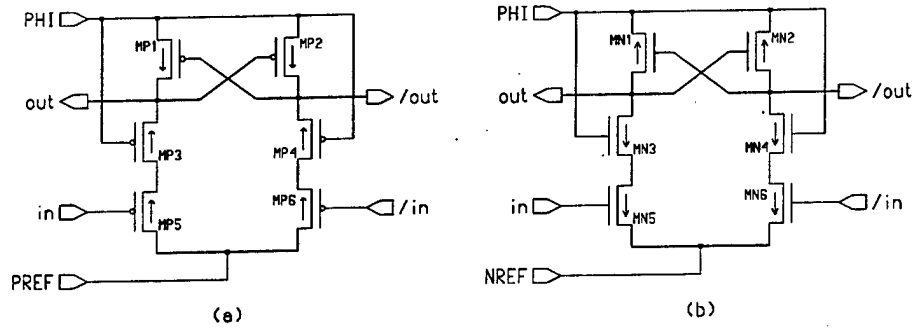 PHI
MP1
MP2
out
/out
MP3
MP4
in
MP5
MP6
/in
PREF
(a)
PHI
MN1
MN2
out
/out
MN3
MN4
in
MN5
MN6
/in
NREF
(b)